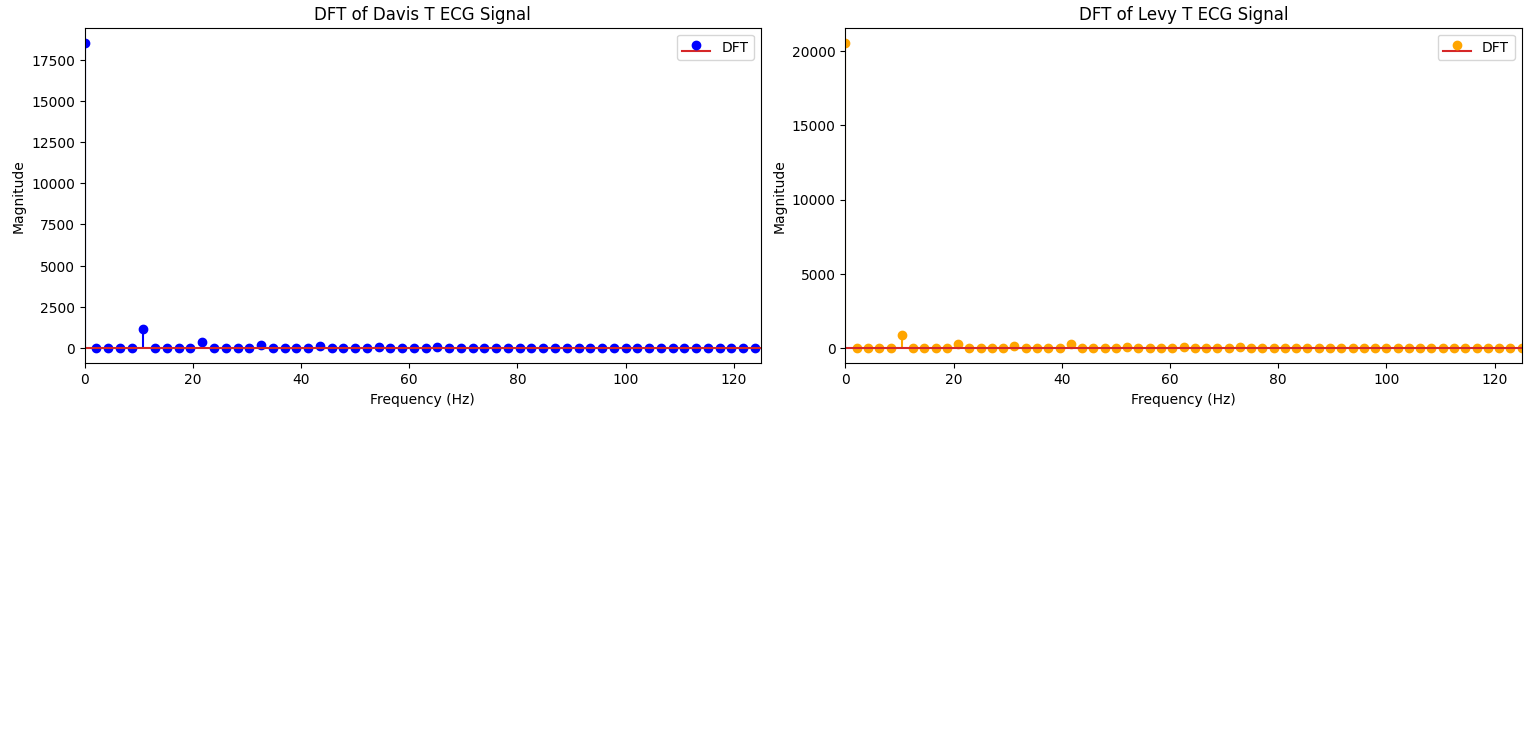 DFT of Davis T ECG Signal
DFT
17500
15000
12500
10000
7500
5000
2500
0
Magnitude
0 20 40 60 80 100 120
Frequency (Hz)
DFT of Levy T ECG Signal
DFT
20000
15000
10000
5000
0
Magnitude
0 20 40 60 80 100 120
Frequency (Hz)